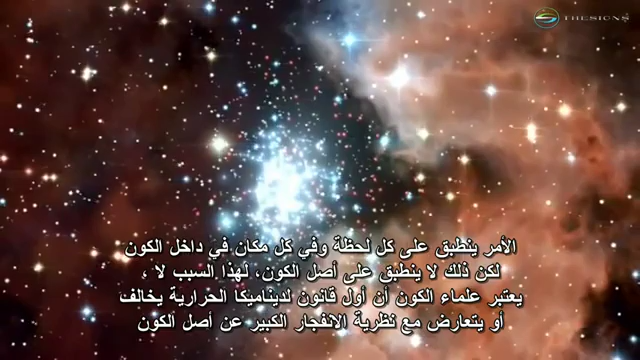 THESIGNS
الأمر ينطبق على كل لحظة وفي كل مكان في داخل الكون
لكن ذلك لا ينطبق على أصل الكون، لهذا السبب لا ،
يعتبر علماء الكون أن أول قانون لديناميكا الحرارية يخالف
أو يتعارض مع نظرية الانفجار الكبير عن أصل الكون